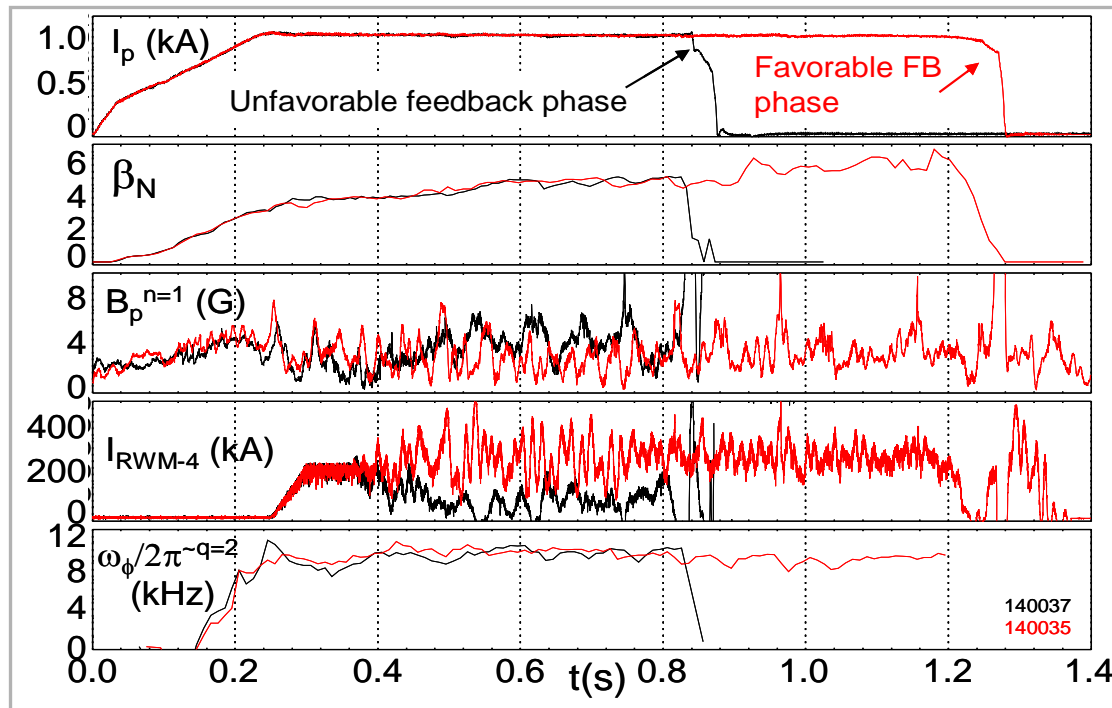 1.0
I_p (kA)
0.5
0
Unfavorable feedback phase
Favorable FB
phase
6
β_N
4
2
0
8
B_p^n=1 (G)
4
0
400
I_RWM-4 (kA)
200
0
12
ω_ϕ/2π^~q=2
8
(kHz)
4
0
140037
140035
0.0 0.2 0.4 0.6 t(s) 0.8 1.0 1.2 1.4